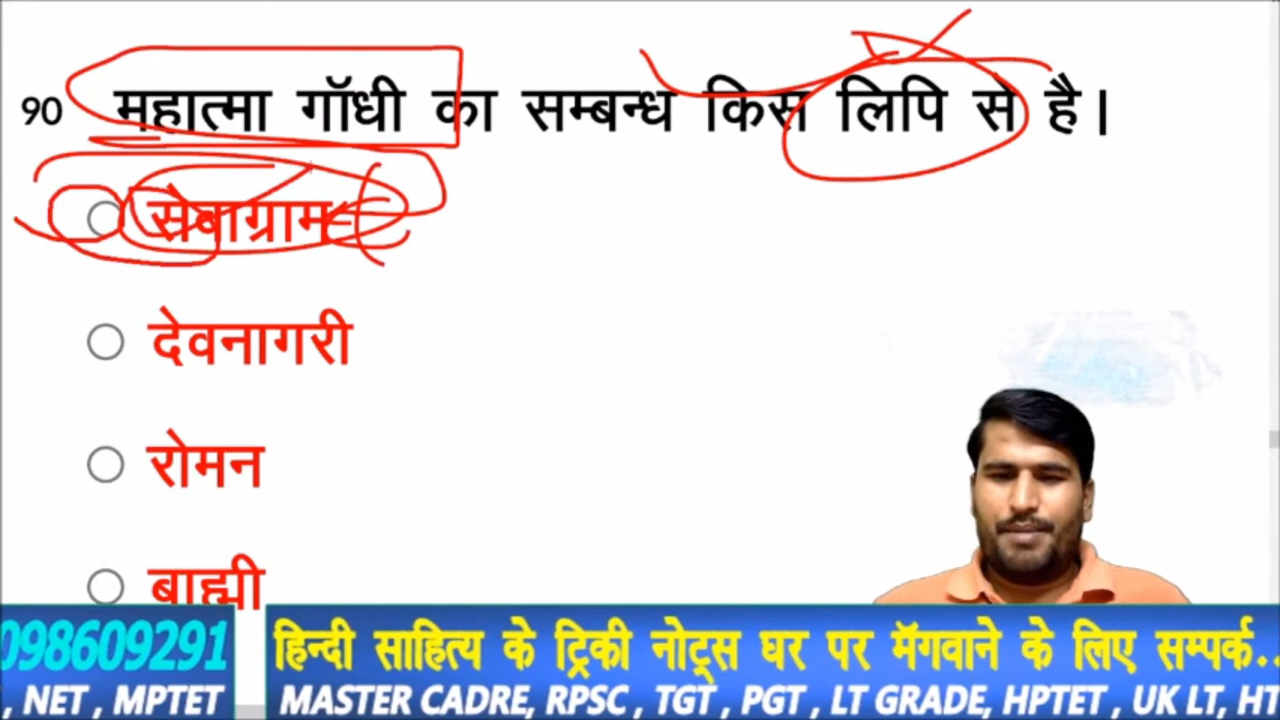 90 महात्मा गॉधी का सम्बन्ध किस लिपि से है।
सेवाग्राम
देवनागरी
रोमन
बाह्मी
098609291
हिन्दी साहित्य के ट्रिकी नोट्स घर पर मॅगवाने के लिए सम्पर्क..
, NET , MPTET
MASTER CADRE, RPSC , TGT , PGT , LT GRADE, HPTET , UK LT, HT